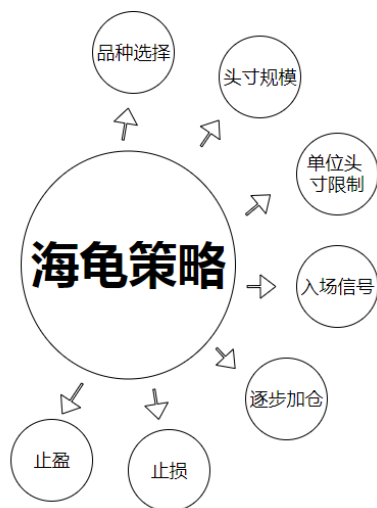 品种选择
头寸规模
单位头
寸限制
海龟策略
入场信号
逐步加仓
止盈
止损